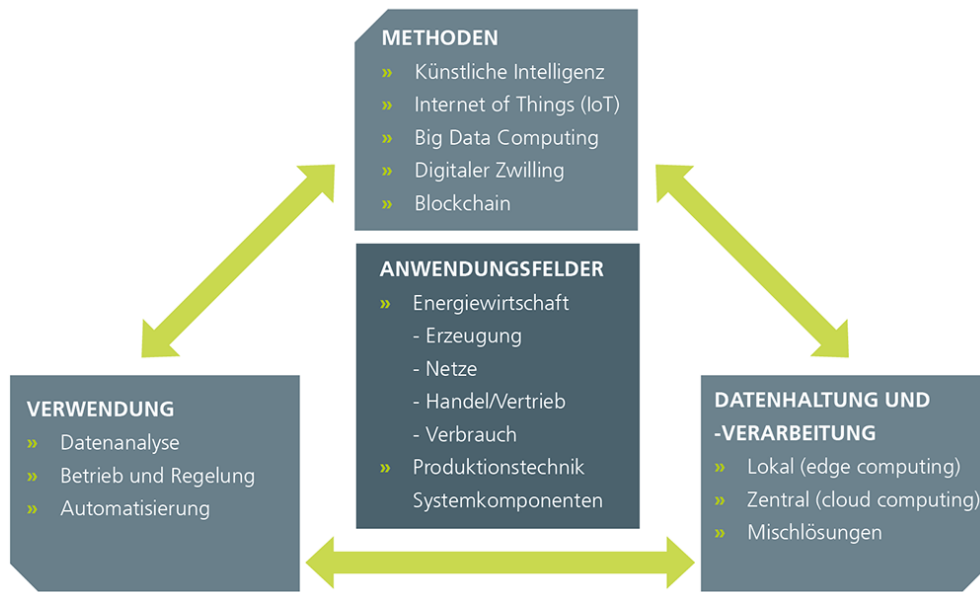 METHODEN
» Künstliche Intelligenz
» Internet of Things (IoT)
» Big Data Computing
» Digitaler Zwilling
» Blockchain
ANWENDUNGSFELDER
» Energiewirtschaft
- Erzeugung
- Netze
- Handel/Vertrieb
- Verbrauch
» Produktionstechnik
Systemkomponenten
VERWENDUNG
» Datenanalyse
» Betrieb und Regelung
» Automatisierung
DATENHALTUNG UND
-VERARBEITUNG
» Lokal (edge computing)
» Zentral (cloud computing)
» Mischlösungen